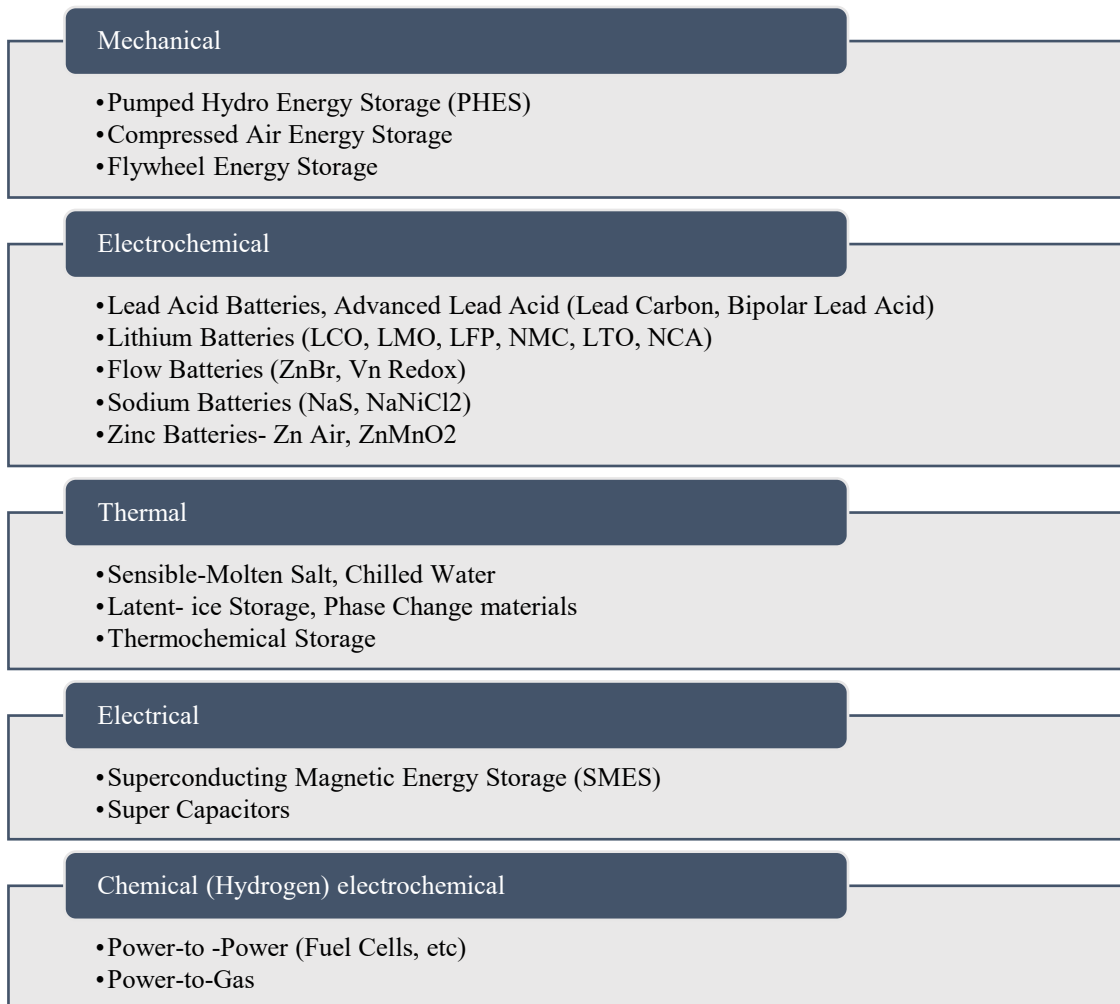 Mechanical
•Pumped Hydro Energy Storage (PHES)
•Compressed Air Energy Storage
•Flywheel Energy Storage
Electrochemical
•Lead Acid Batteries, Advanced Lead Acid (Lead Carbon, Bipolar Lead Acid)
•Lithium Batteries (LCO, LMO, LFP, NMC, LTO, NCA)
•Flow Batteries (ZnBr, Vn Redox)
•Sodium Batteries (NaS, NaNiCl2)
•Zinc Batteries- Zn Air, ZnMnO2
Thermal
•Sensible-Molten Salt, Chilled Water
•Latent- ice Storage, Phase Change materials
•Thermochemical Storage
Electrical
•Superconducting Magnetic Energy Storage (SMES)
•Super Capacitors
Chemical (Hydrogen) electrochemical
•Power-to -Power (Fuel Cells, etc)
•Power-to-Gas